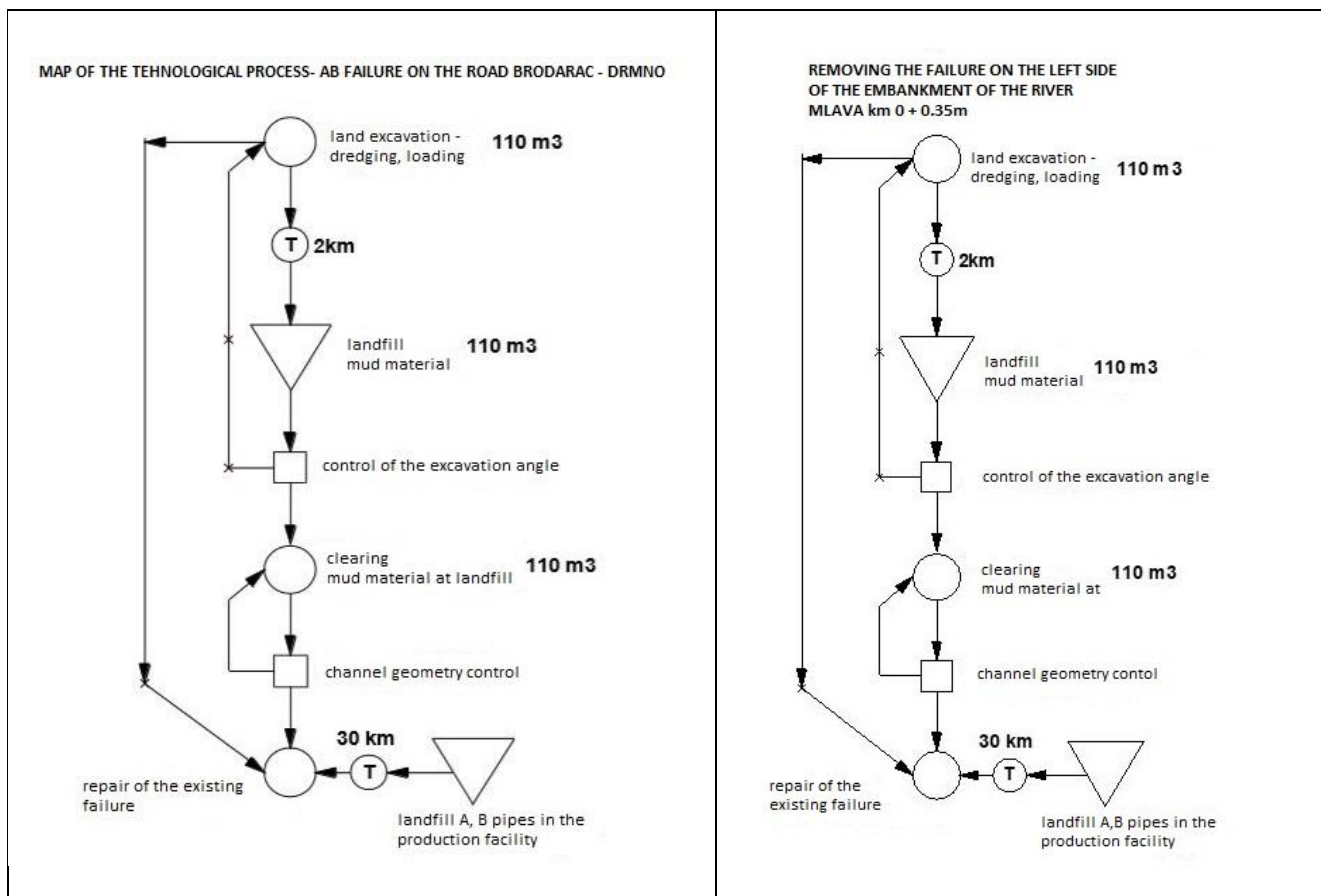 MAP OF THE TEHNOLOGICAL PROCESS- AB FAILURE ON THE ROAD BRODARAC - DRMNO
land excavation -
dredging, loading
110 m3
T
2km
landfill
mud material
110 m3
control of the excavation angle
clearing
mud material at landfill
110 m3
channel geometry control
30 km
T
repair of the existing
failure
landfill A, B pipes in the
production facility
REMOVING THE FAILURE ON THE LEFT SIDE
OF THE EMBANKMENT OF THE RIVER
MLAVA km 0 + 0.35m
land excavation -
dredging, loading
110 m3
T
2km
landfill
mud material
110 m3
control of the excavation angle
clearing
mud material at
110 m3
channel geometry contol
30 km
T
repair of the
existing failure
landfill A,B pipes in the
production facility